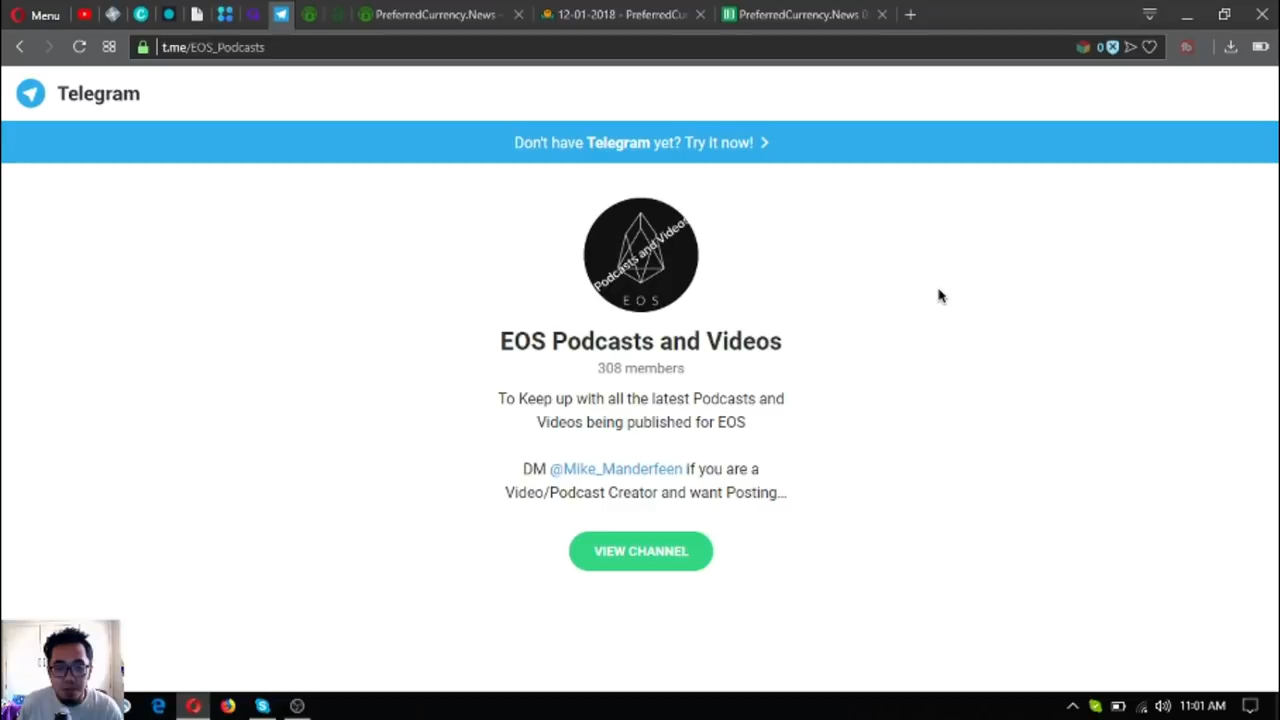 Menu
PreferredCurrency.News -
12-01-2018 - PreferredCu
PreferredCurrency.News
t.me/EOS_Podcasts
0
Telegram
Don't have Telegram yet? Try it now!
Podcasts and Videos
EOS
EOS Podcasts and Videos
308 members
To Keep up with all the latest Podcasts and
Videos being published for EOS
DM @Mike_Manderfeen if you are a
Video/Podcast Creator and want Posting...
VIEW CHANNEL
11:01 AM